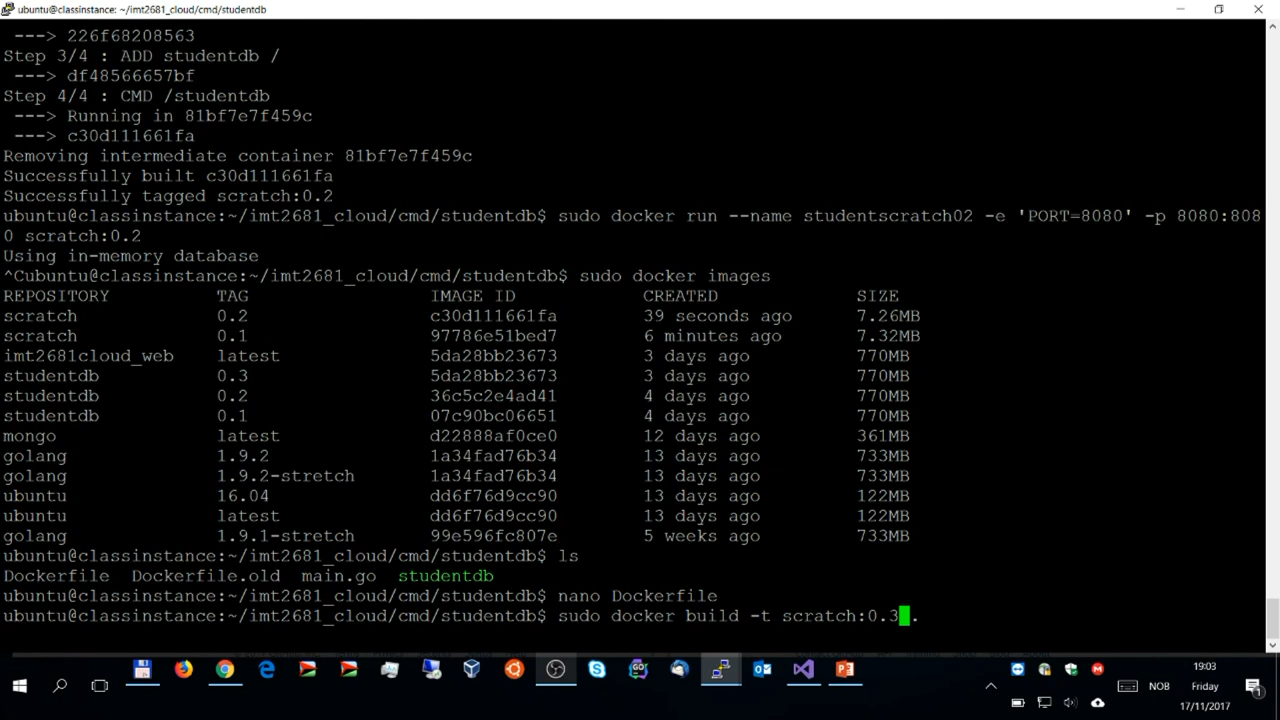 ubuntu@classinstance: ~/imt2681_cloud/cmd/studentdb
---> 226f68208563
Step 3/4 : ADD studentdb /
---> df48566657bf
Step 4/4 : CMD /studentdb
---> Running in 81bf7e7f459c
---> c30d111661fa
Removing intermediate container 81bf7e7f459c
Successfully built c30d111661fa
Successfully tagged scratch:0.2
ubuntu@classinstance:~/imt2681_cloud/cmd/studentdb$ sudo docker run --name studentscratch02 -e 'PORT=8080' -p 8080:808
0 scratch:0.2
Using in-memory database
^Cubuntu@classinstance:~/imt2681_cloud/cmd/studentdb$ sudo docker images
REPOSITORY TAG IMAGE ID CREATED SIZE
scratch 0.2 c30d111661fa 39 seconds ago 7.26MB
scratch 0.1 97786e51bed7 6 minutes ago 7.32MB
imt2681cloud_web latest 5da28bb23673 3 days ago 770MB
studentdb 0.3 5da28bb23673 3 days ago 770MB
studentdb 0.2 36c5c2e4ad41 4 days ago 770MB
studentdb 0.1 07c90bc06651 4 days ago 770MB
mongo latest d22888af0ce0 12 days ago 361MB
golang 1.9.2 1a34fad76b34 13 days ago 733MB
golang 1.9.2-stretch 1a34fad76b34 13 days ago 733MB
ubuntu 16.04 dd6f76d9cc90 13 days ago 122MB
ubuntu latest dd6f76d9cc90 13 days ago 122MB
golang 1.9.1-stretch 99e596fc807e 5 weeks ago 733MB
ubuntu@classinstance:~/imt2681_cloud/cmd/studentdb$ ls
Dockerfile Dockerfile.old main.go studentdb
ubuntu@classinstance:~/imt2681_cloud/cmd/studentdb$ nano Dockerfile
ubuntu@classinstance:~/imt2681_cloud/cmd/studentdb$ sudo docker build -t scratch:0.3 .
19:03
NOB Friday
17/11/2017